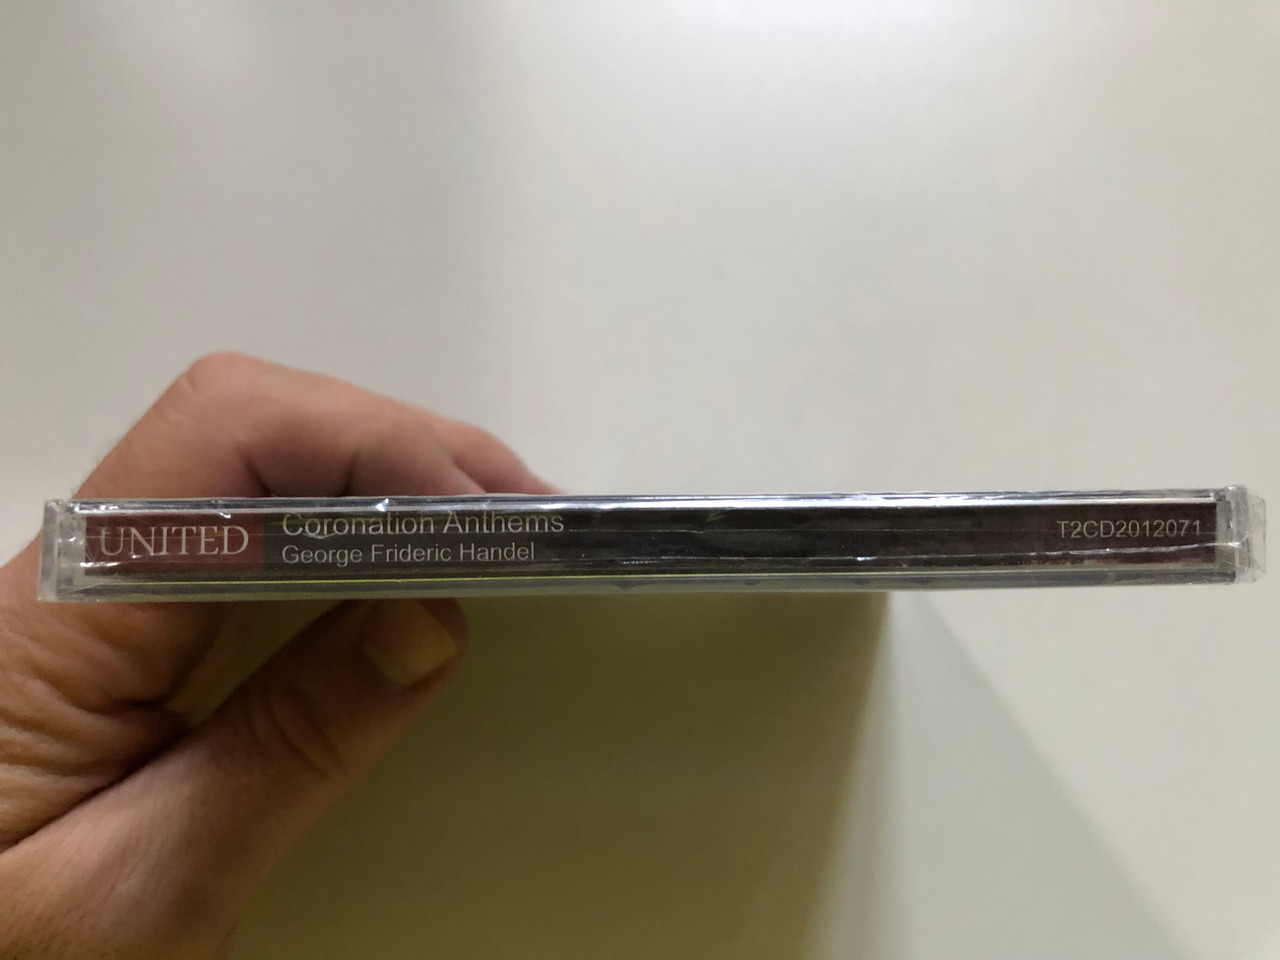 UNITED
Coronation Anthems
George Frideric Handel
T2CD2012071